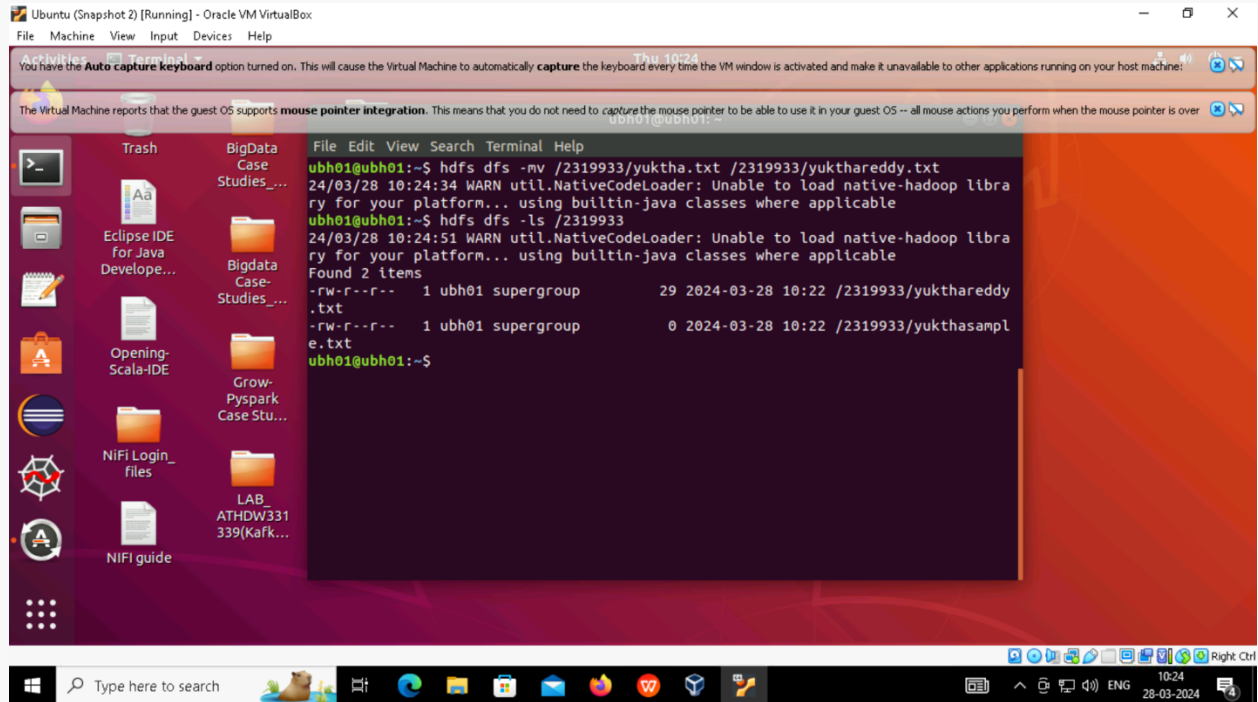 Ubuntu (Snapshot 2) [Running] - Oracle VM VirtualBox
File Machine View Input Devices Help
Activities Terminal Thu 10:24
You have the Auto capture keyboard option turned on. This will cause the Virtual Machine to automatically capture the keyboard every time the VM window is activated and make it unavailable to other applications running on your host machine:
The Virtual Machine reports that the guest OS supports mouse pointer integration. This means that you do not need to capture the mouse pointer to be able to use it in your guest OS -- all mouse actions you perform when the mouse pointer is over
ubh01@ubh01: ~
File Edit View Search Terminal Help
ubh01@ubh01:~$ hdfs dfs -mv /2319933/yuktha.txt /2319933/yukthareddy.txt
24/03/28 10:24:34 WARN util.NativeCodeLoader: Unable to load native-hadoop libra
ry for your platform... using builtin-java classes where applicable
ubh01@ubh01:~$ hdfs dfs -ls /2319933
24/03/28 10:24:51 WARN util.NativeCodeLoader: Unable to load native-hadoop libra
ry for your platform... using builtin-java classes where applicable
Found 2 items
-rw-r--r-- 1 ubh01 supergroup 29 2024-03-28 10:22 /2319933/yukthareddy
.txt
-rw-r--r-- 1 ubh01 supergroup 0 2024-03-28 10:22 /2319933/yukthasampl
e.txt
ubh01@ubh01:~$
Trash
Eclipse IDE
for Java
Develope...
Opening-
Scala-IDE
NiFi Login_
files
NIFI guide
BigData
Case
Studies_...
Bigdata
Case-
Studies_...
Grow-
Pyspark
Case Stu...
LAB_
ATHDW331
339(Kafk...
Right Ctrl
Type here to search
ENG
10:24
28-03-2024
4